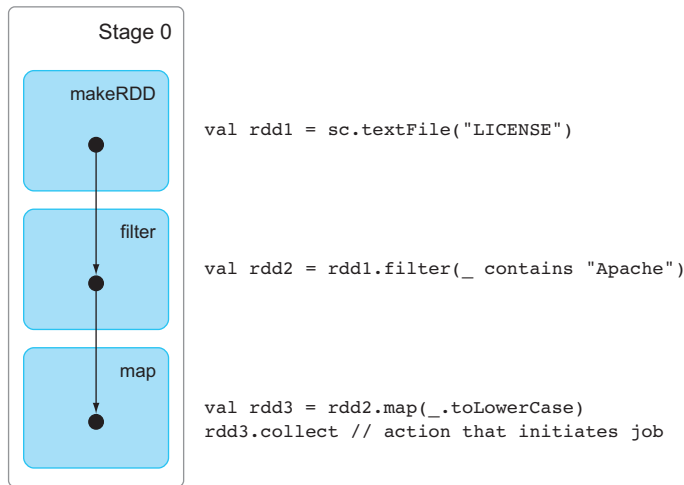 Stage 0
makeRDD
val rdd1 = sc.textFile("LICENSE")
filter
val rdd2 = rdd1.filter(_ contains "Apache")
map
val rdd3 = rdd2.map(_.toLowerCase)
rdd3.collect // action that initiates job